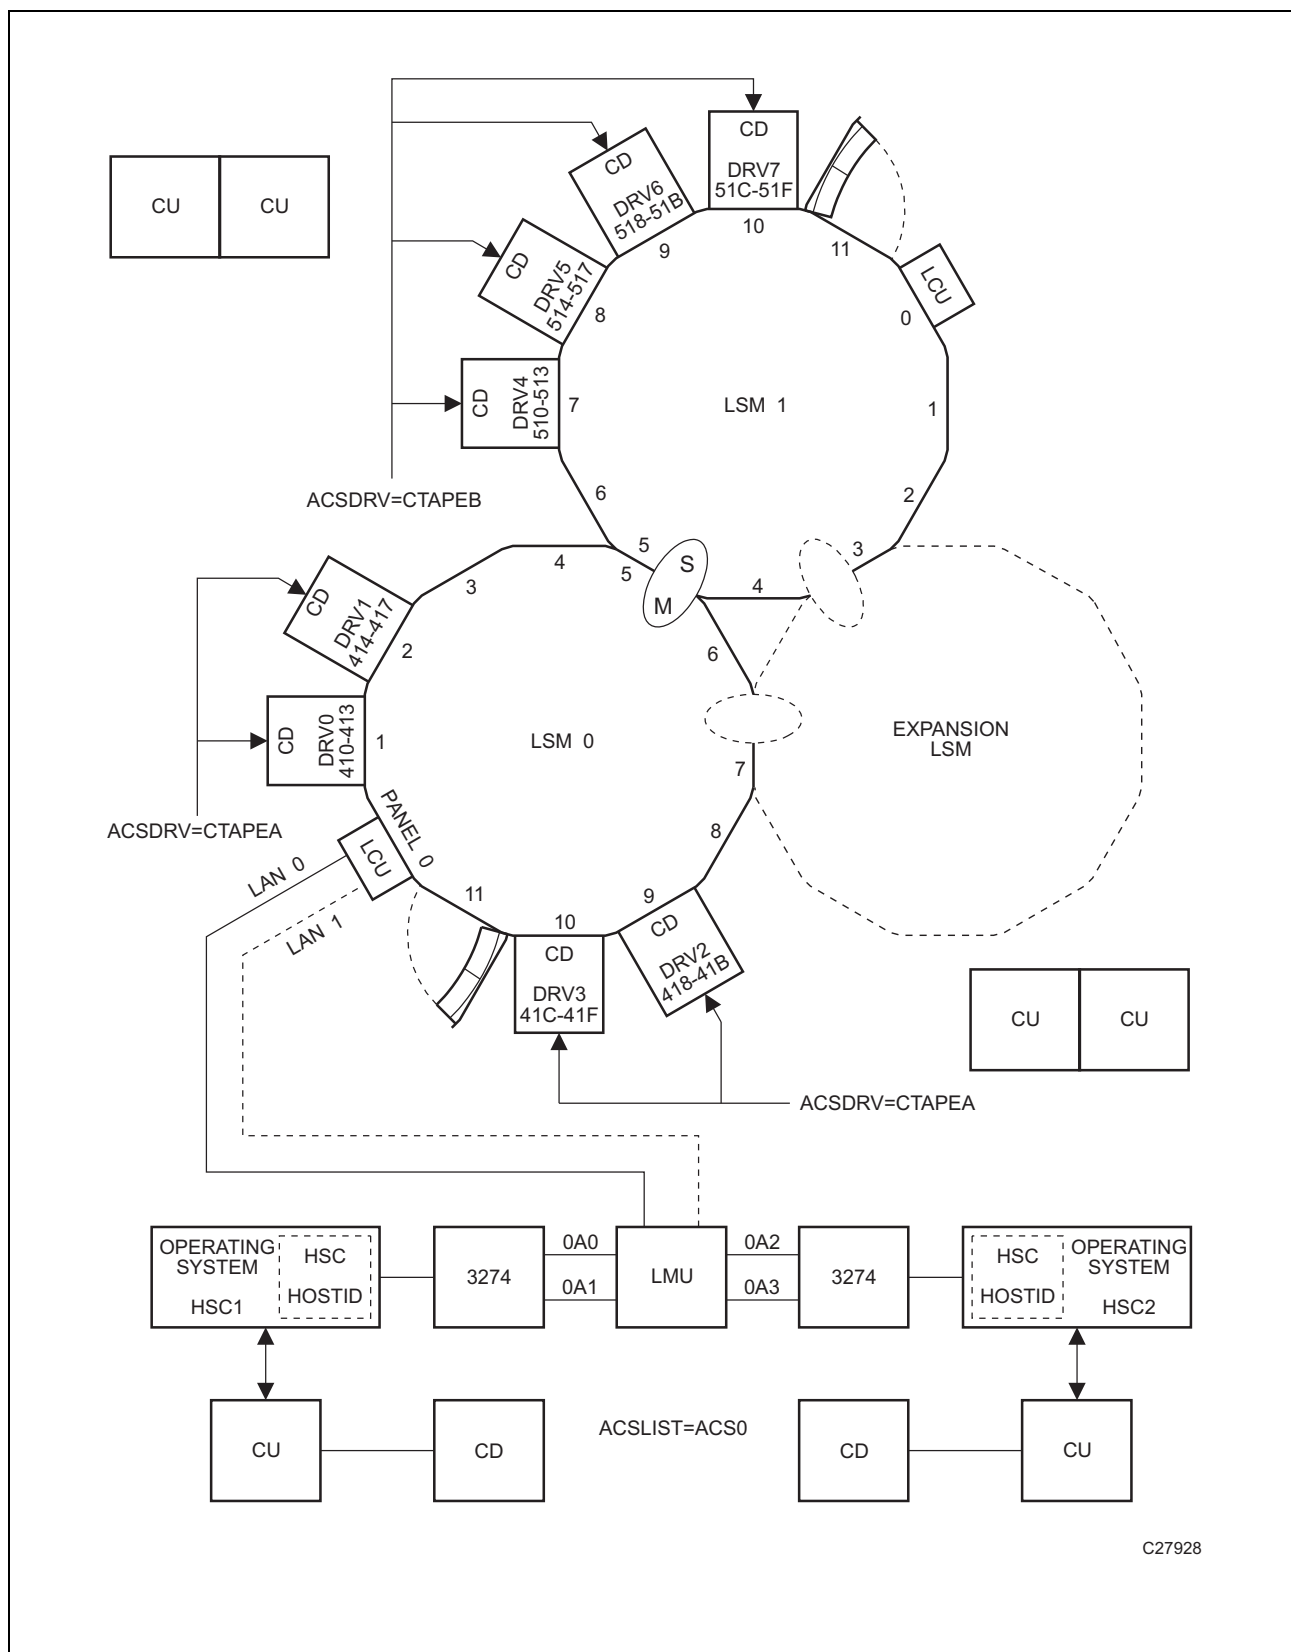 CD
DRV7
51C-51F
10
11
CD
DRV6
518-51B
9
CU
CU
CD
DRV5
514-517
8
LCU
0
CD
DRV4
510-513
7
LSM 1
1
ACSDRV=CTAPEB
6
2
5
3
S
M
4
4
5
3
CD
DRV1
414-417
2
6
CD
DRV0
410-413
1
LSM 0
EXPANSION
LSM
7
ACSDRV=CTAPEA
PANEL 0
LCU
8
LAN 0
LAN 1
11
10
9
CD
DRV3
41C-41F
CD
DRV2
418-41B
CU
CU
ACSDRV=CTAPEA
OPERATING
SYSTEM
HSC1
HSC
HOSTID
3274
0A0
0A1
LMU
0A2
0A3
3274
HSC
HOSTID
OPERATING
SYSTEM
HSC2
CU
CD
ACSLIST=ACS0
CD
CU
C27928